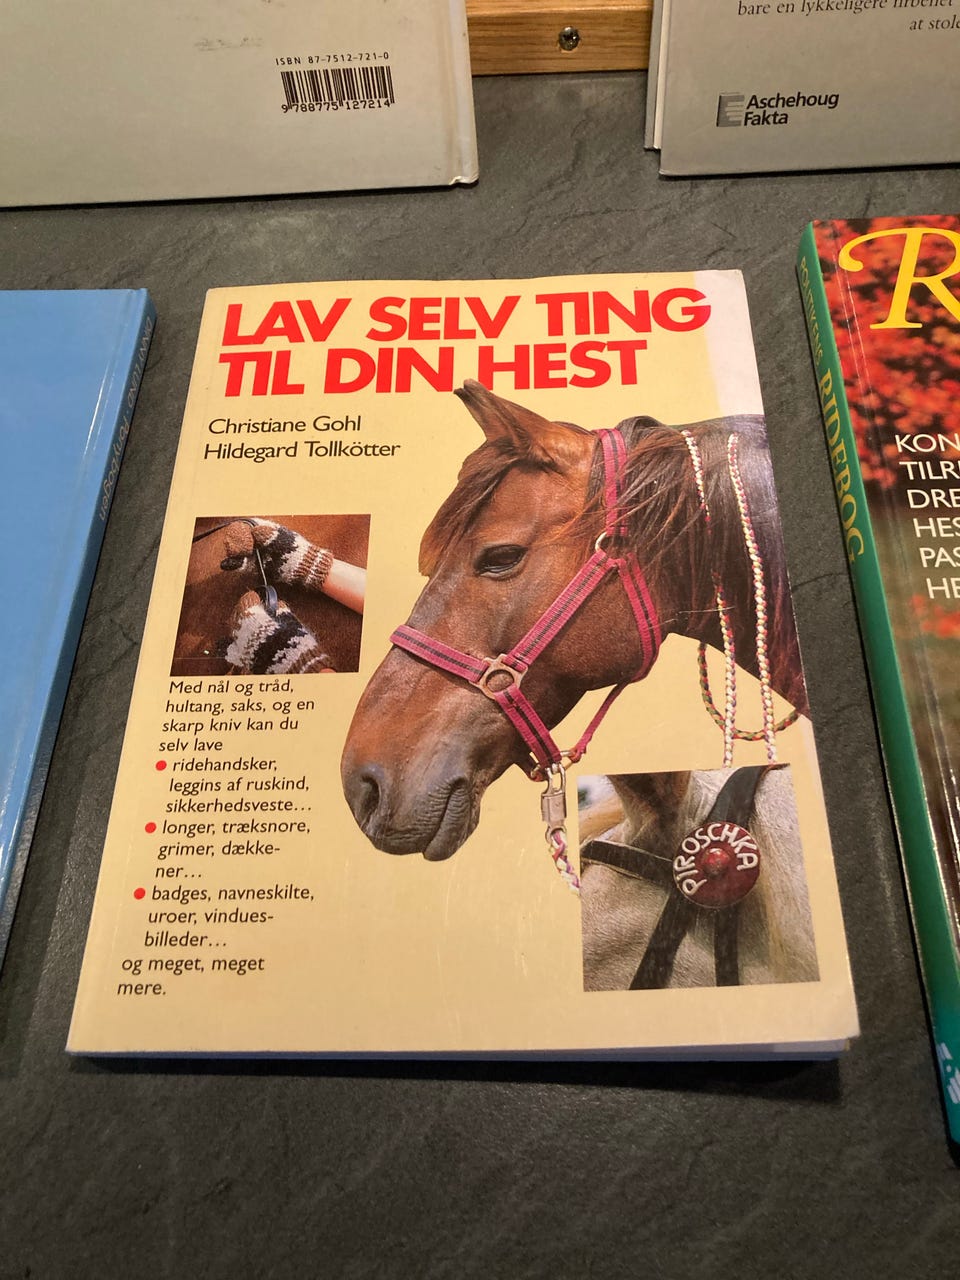 ISBN 87-7512-721-0
9 788775 127214
bare en lykkeligere
at stole
Aschehoug
Fakta
LAV SELV TING
TIL DIN HEST
Christiane Gohl
Hildegard Tollkötter
Med nål og tråd,
hultang, saks, og en
skarp kniv kan du
selv lave
● ridehandsker,
leggins af ruskind,
sikkerhedsveste...
● longer, træksnore,
grimer, dække-
ner...
● badges, navneskilte,
uroer, vindues-
billeder...
og meget, meget
mere.
PIROSCHKA
POLITIKENS RIDEBOG
R
KON
TILR
DRE
HES
PAS
HE